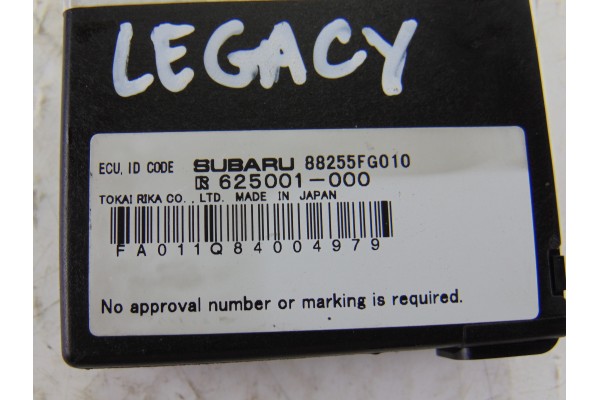 LEGACY
ECU, ID CODE SUBARU 88255FG010
R 625001-000
TOKAI RIKA CO., LTD. MADE IN JAPAN
FA011Q84004979
No approval number or marking is required.